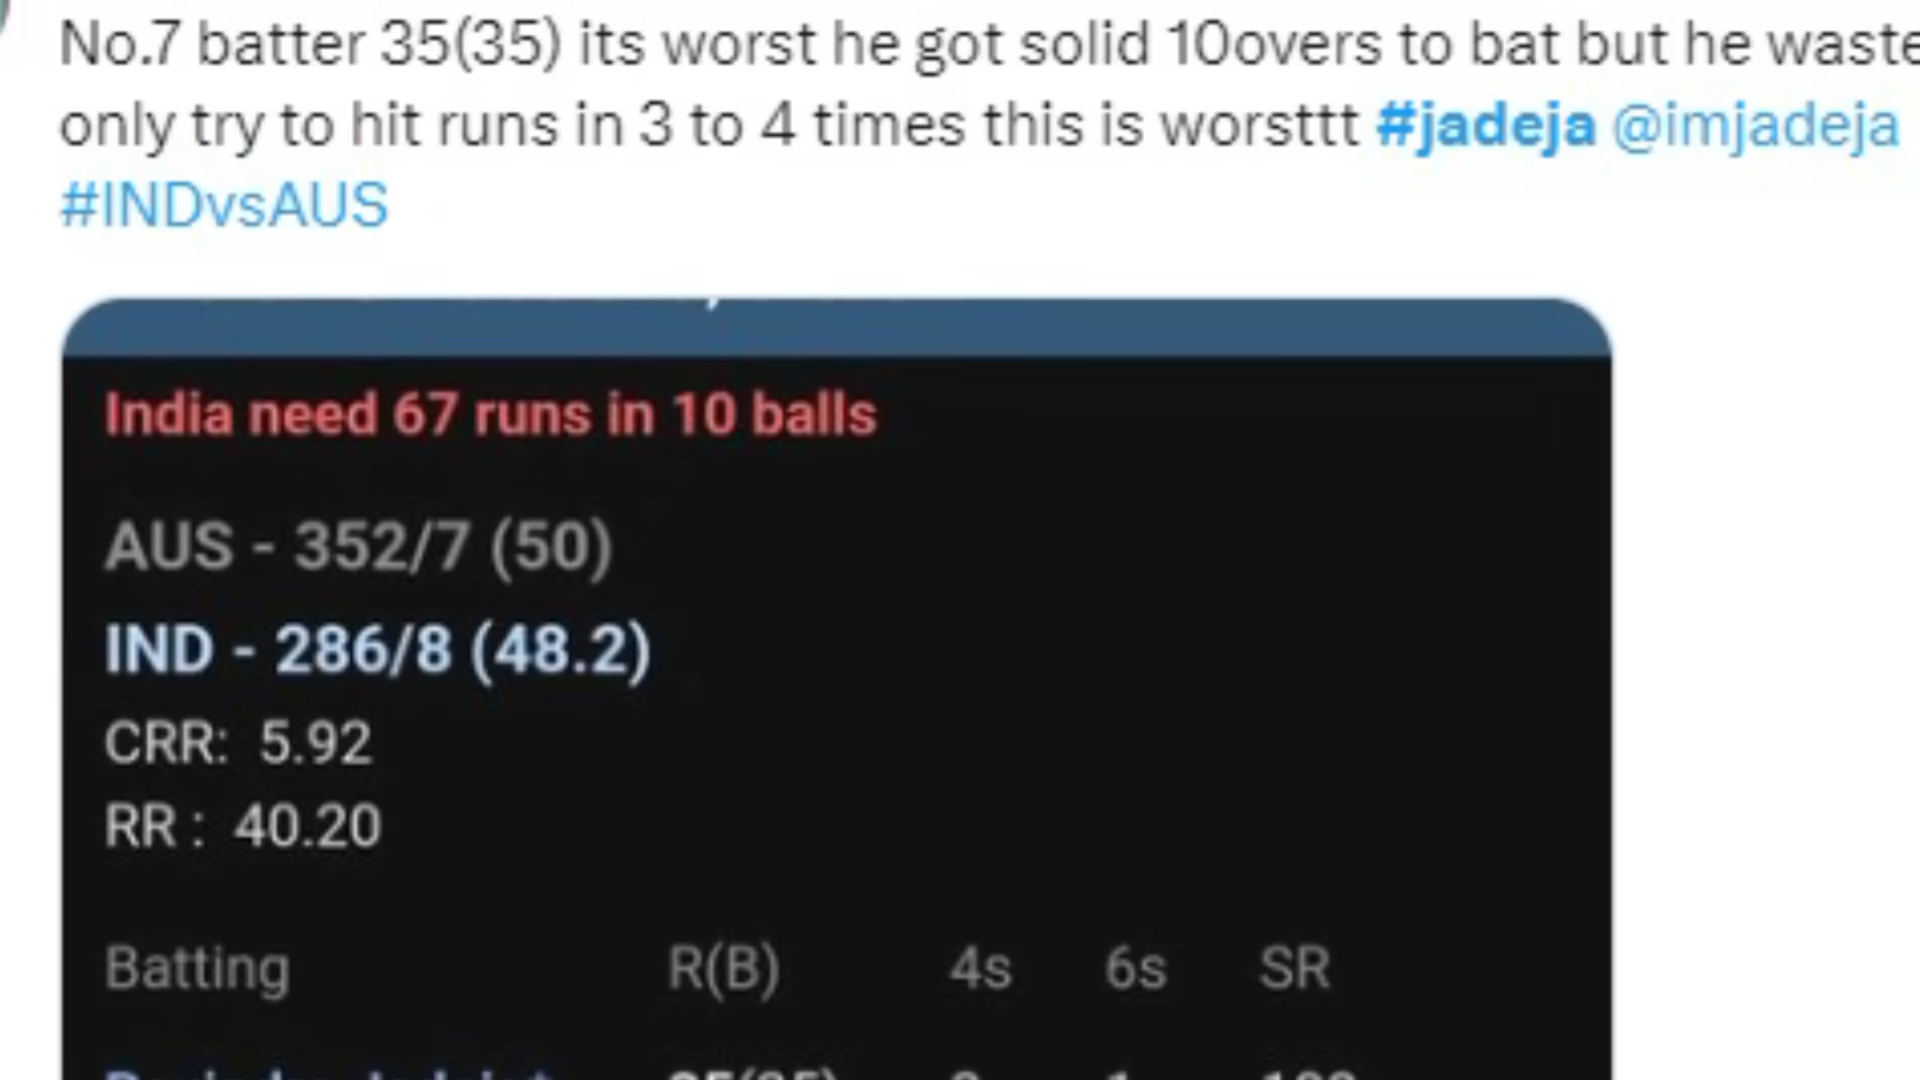 No.7 batter 35(35) its worst he got solid 10overs to bat but he waste
only try to hit runs in 3 to 4 times this is worsttt #jadeja @imjadeja
#INDvsAUS
India need 67 runs in 10 balls
AUS - 352/7 (50)
IND - 286/8 (48.2)
CRR: 5.92
RR : 40.20
Batting R(B) 4s 6s SR